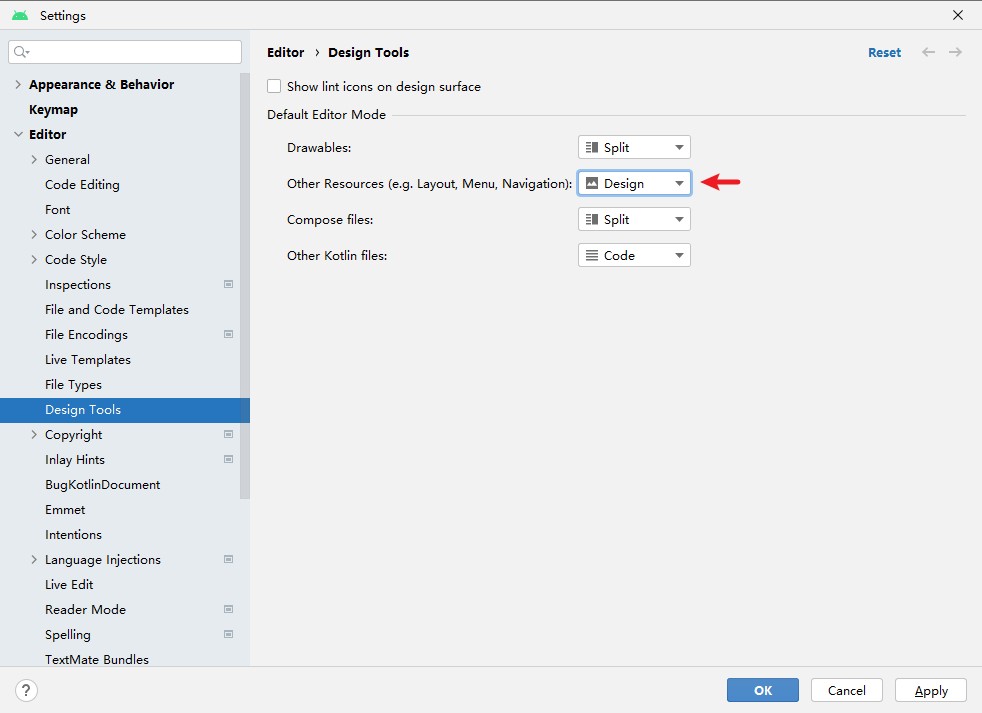 Settings
Appearance & Behavior
Keymap
Editor
General
Code Editing
Font
Color Scheme
Code Style
Inspections
File and Code Templates
File Encodings
Live Templates
File Types
Design Tools
Copyright
Inlay Hints
BugKotlinDocument
Emmet
Intentions
Language Injections
Live Edit
Reader Mode
Spelling
TextMate Bundles
Editor › Design Tools
Reset
Show lint icons on design surface
Default Editor Mode
Drawables: Split
Other Resources (e.g. Layout, Menu, Navigation): Design
Compose files: Split
Other Kotlin files: Code
?
OK Cancel Apply